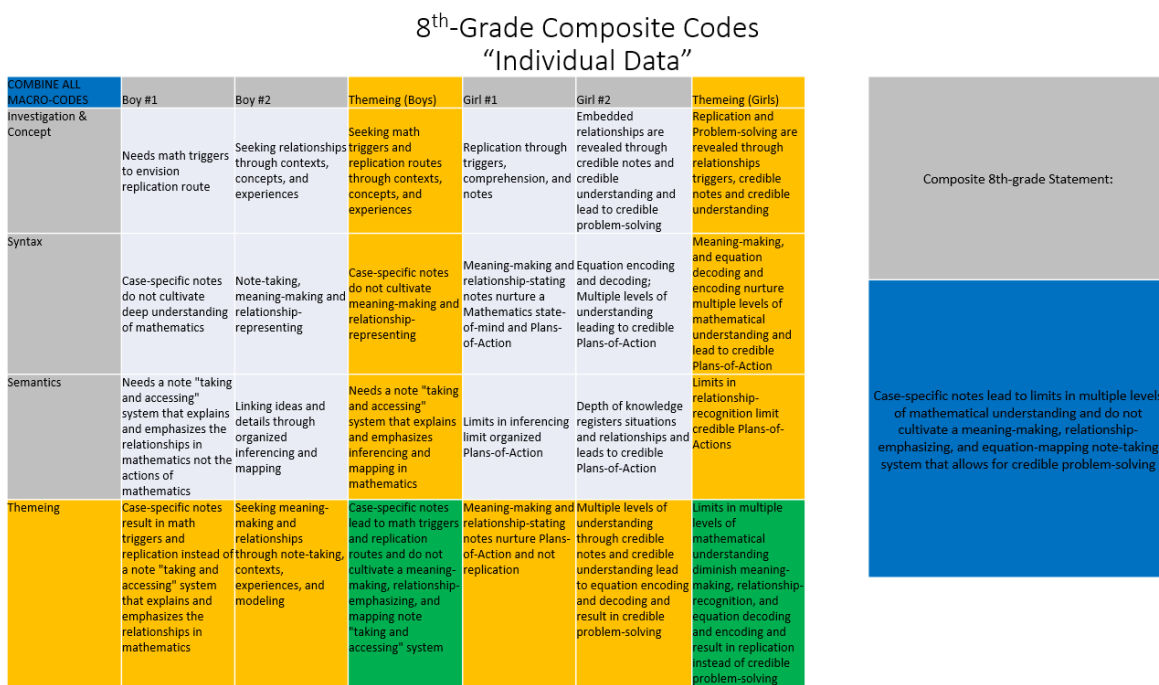 8th-Grade Composite Codes
“Individual Data”
COMBINE ALL
MACRO-CODES
Boy #1
Boy #2
Themeing (Boys)
Girl #1
Girl #2
Themeing (Girls)
Investigation &
Concept
Needs math triggers
to envision
replication route
Seeking relationships
through contexts,
concepts, and
experiences
Seeking math
triggers and
replication routes
through contexts,
concepts, and
experiences
Replication through
triggers,
comprehension, and
notes
Embedded
relationships are
revealed through
credible notes and
credible
understanding and
lead to credible
problem-solving
Replication and
Problem-solving are
revealed through
relationships
triggers, credible
notes and credible
understanding
Syntax
Case-specific notes
do not cultivate
deep understanding
of mathematics
Note-taking,
meaning-making and
relationship-
representing
Case-specific notes
do not cultivate
meaning-making and
relationship-
representing
Meaning-making and
relationship-stating
notes nurture a
Mathematics state-
of-mind and Plans-
of-Action
Equation encoding
and decoding;
Multiple levels of
understanding
leading to credible
Plans-of-Action
Meaning-making,
and equation
decoding and
encoding nurture
multiple levels of
mathematical
understanding and
lead to credible
Plans-of-Action
Semantics
Needs a note "taking
and accessing"
system that explains
and emphasizes the
relationships in
mathematics not the
actions of
mathematics
Linking ideas and
details through
organized
inferencing and
mapping
Needs a note "taking
and accessing"
system that explains
and emphasizes
inferencing and
mapping in
mathematics
Limits in inferencing
limit organized
Plans-of-Action
Depth of knowledge
registers situations
and relationships and
leads to credible
Plans-of-Action
Limits in
relationship-
recognition limit
credible Plans-of-
Actions
Themeing
Case-specific notes
result in math
triggers and
replication instead of
a note "taking and
accessing" system
that explains and
emphasizes the
relationships in
mathematics
Seeking meaning-
making and
relationships
through note-taking,
contexts,
experiences, and
modeling
Case-specific notes
lead to math triggers
and replication
routes and do not
cultivate a meaning-
making, relationship-
emphasizing, and
mapping note
"taking and
accessing" system
Meaning-making and
relationship-stating
notes nurture Plans-
of-Action and not
replication
Multiple levels of
understanding
through credible
notes and credible
understanding lead
to equation encoding
and decoding and
result in credible
problem-solving
Limits in multiple
levels of
mathematical
understanding
diminish meaning-
making, relationship-
recognition, and
equation decoding
and encoding and
result in replication
instead of credible
problem-solving
Composite 8th-grade Statement:
Case-specific notes lead to limits in multiple levels
of mathematical understanding and do not
cultivate a meaning-making, relationship-
emphasizing, and equation-mapping note-taking
system that allows for credible problem-solving